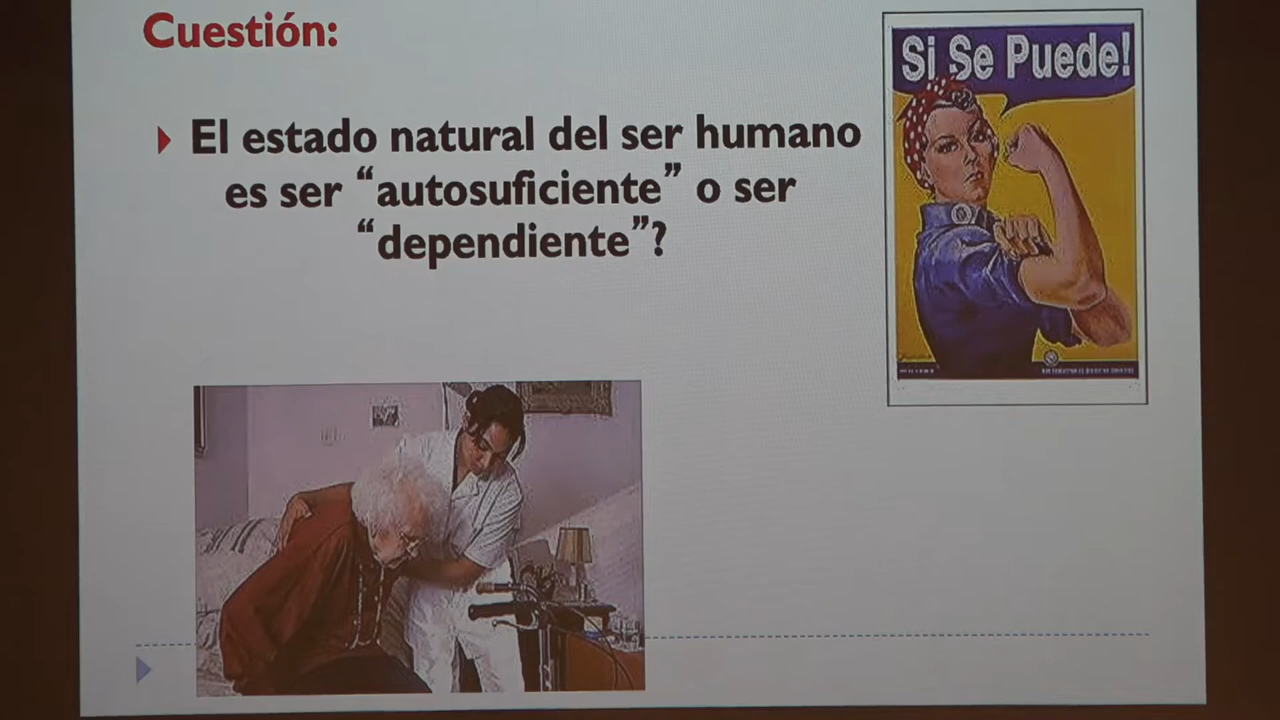 Cuestión:
El estado natural del ser humano
es ser “autosuficiente” o ser
“dependiente”?
Si Se Puede!